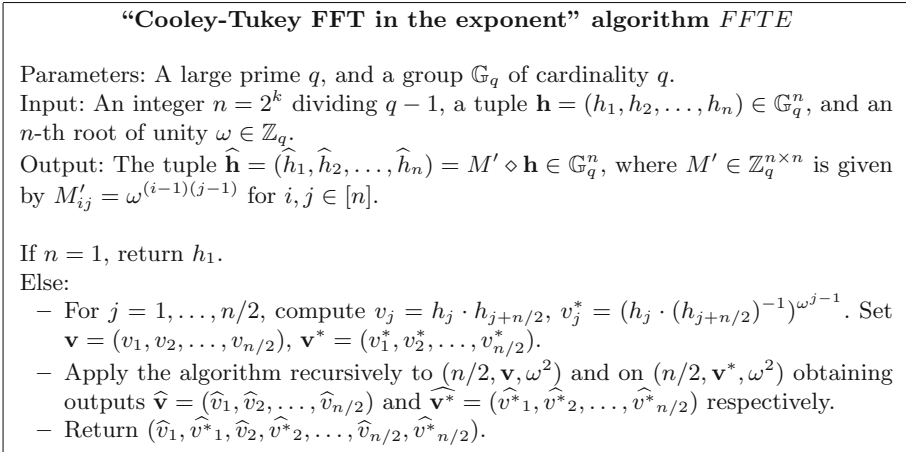 “Cooley-Tukey FFT in the exponent” algorithm FFTE
Parameters: A large prime q, and a group 𝔾_q of cardinality q.
Input: An integer n = 2^k dividing q − 1, a tuple 𝐡 = (h_1, h_2, . . . , h_n) ∈ 𝔾_q^n, and an
n-th root of unity ω ∈ ℤ_q.
Output: The tuple 𝐡̂ = (ĥ_1, ĥ_2, . . . , ĥ_n) = M′ ⋄ 𝐡 ∈ 𝔾_q^n, where M′ ∈ ℤ_q^{n×n} is given
by M′_{ij} = ω^{(i−1)(j−1)} for i, j ∈ [n].
If n = 1, return h_1.
Else:
– For j = 1, . . . , n/2, compute v_j = h_j · h_{j+n/2}, v*_j = (h_j · (h_{j+n/2})^{−1})^{ω^{j−1}}. Set
𝐯 = (v_1, v_2, . . . , v_{n/2}), 𝐯* = (v*_1, v*_2, . . . , v*_{n/2}).
– Apply the algorithm recursively to (n/2, 𝐯, ω^2) and on (n/2, 𝐯*, ω^2) obtaining
outputs 𝐯̂ = (v̂_1, v̂_2, . . . , v̂_{n/2}) and 𝐯̂* = (v̂*_1, v̂*_2, . . . , v̂*_{n/2}) respectively.
– Return (v̂_1, v̂*_1, v̂_2, v̂*_2, . . . , v̂_{n/2}, v̂*_{n/2}).